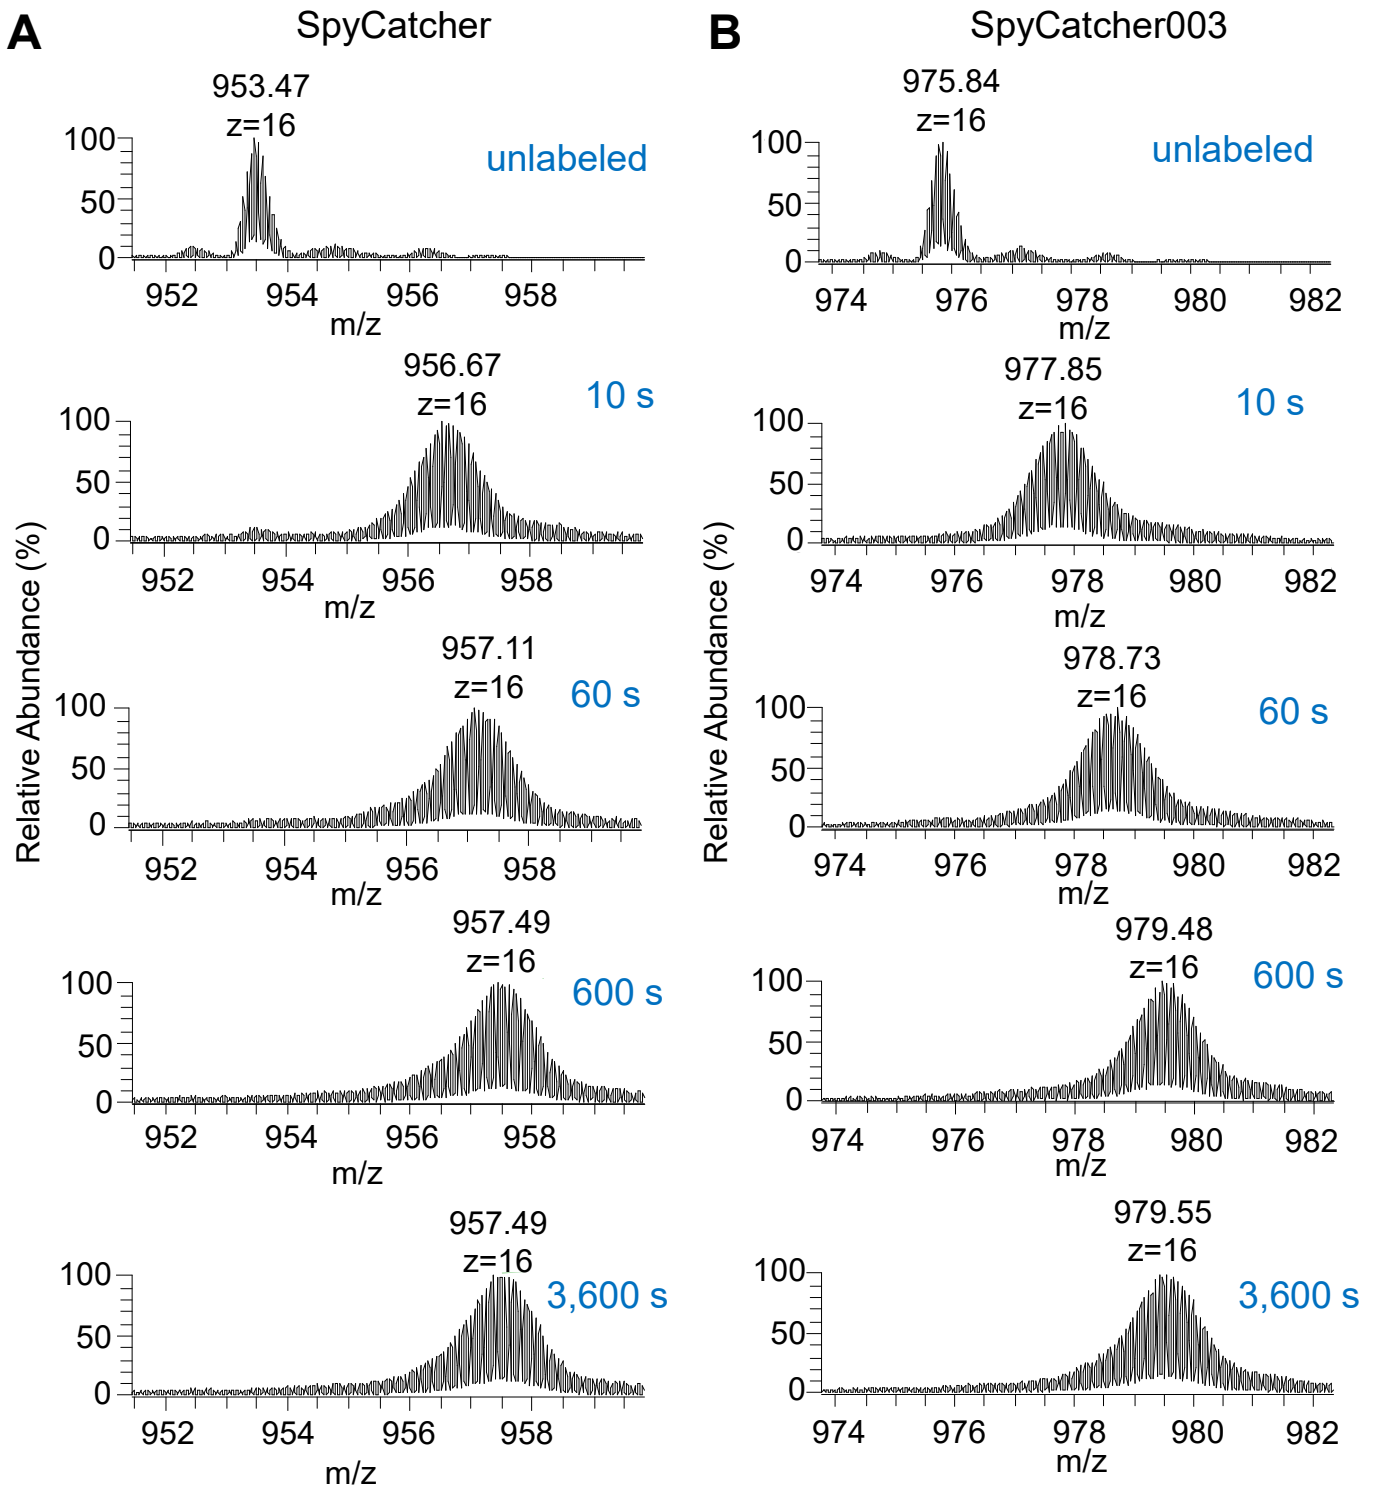 A
SpyCatcher
953.47
z=16
unlabeled
100
50
0
952
954
956
958
m/z
956.67
z=16
10 s
100
50
0
952
954
956
958
m/z
957.11
z=16
60 s
100
50
0
952
954
956
958
m/z
957.49
z=16
600 s
100
50
0
952
954
956
958
m/z
957.49
z=16
3,600 s
100
50
0
952
954
956
958
m/z
Relative Abundance (%)
B
SpyCatcher003
975.84
z=16
unlabeled
100
50
0
974
976
978
980
982
m/z
977.85
z=16
10 s
100
50
0
974
976
978
980
982
m/z
978.73
z=16
60 s
100
50
0
974
976
978
980
982
m/z
979.48
z=16
600 s
100
50
0
974
976
978
980
982
m/z
979.55
z=16
3,600 s
100
50
0
974
976
978
980
982
m/z
Relative Abundance (%)